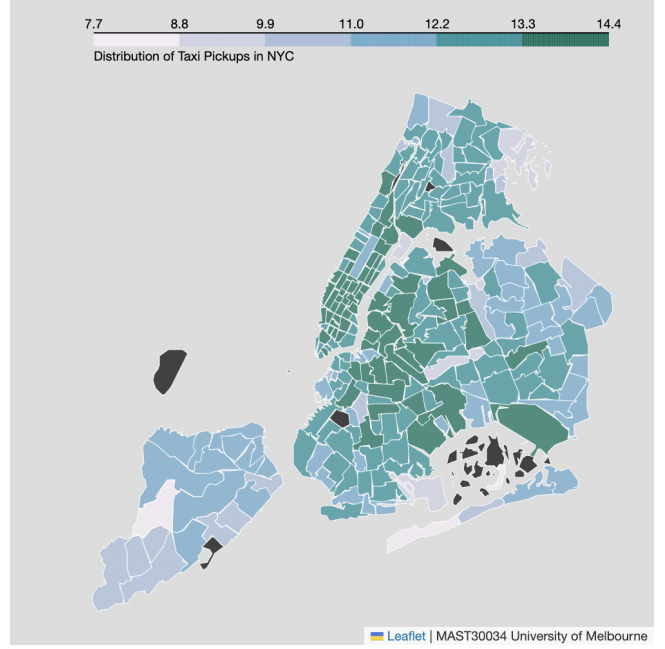 7.7 8.8 9.9 11.0 12.2 13.3 14.4
Distribution of Taxi Pickups in NYC
Leaflet | MAST30034 University of Melbourne